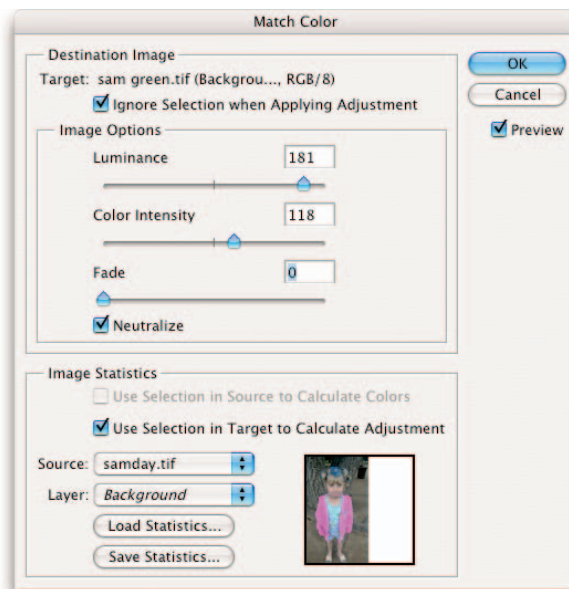 Match Color
Destination Image
Target: sam green.tif (Backgrou..., RGB/8)
Ignore Selection when Applying Adjustment
Image Options
Luminance 181
Color Intensity 118
Fade 0
Neutralize
OK
Cancel
Preview
Image Statistics
Use Selection in Source to Calculate Colors
Use Selection in Target to Calculate Adjustment
Source: samday.tif
Layer: Background
Load Statistics...
Save Statistics...